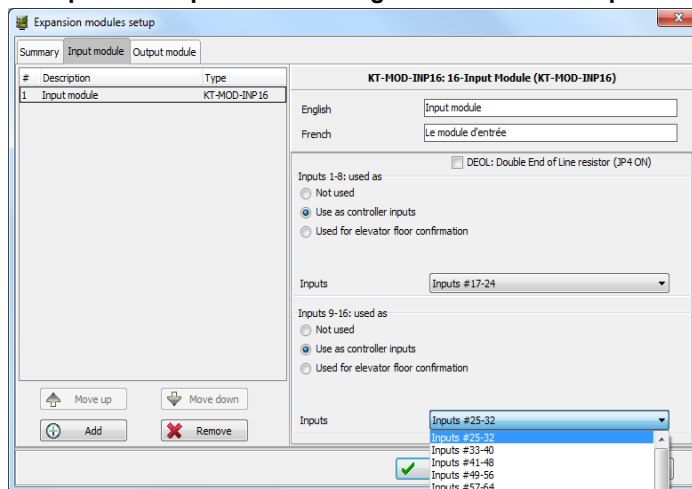 Expansion modules setup
Summary Input module Output module
# Description Type
1 Input module KT-MOD-INP16
KT-MOD-INP16: 16-Input Module (KT-MOD-INP16)
English Input module
French Le module d'entrée
DEOL: Double End of Line resistor (JP4 ON)
Inputs 1-8: used as
Not used
Use as controller inputs
Used for elevator floor confirmation
Inputs Inputs #17-24
Inputs 9-16: used as
Not used
Use as controller inputs
Used for elevator floor confirmation
Move up Move down
Add Remove
Inputs Inputs #25-32
Inputs #25-32
Inputs #33-40
Inputs #41-48
Inputs #49-56
Inputs #57-64